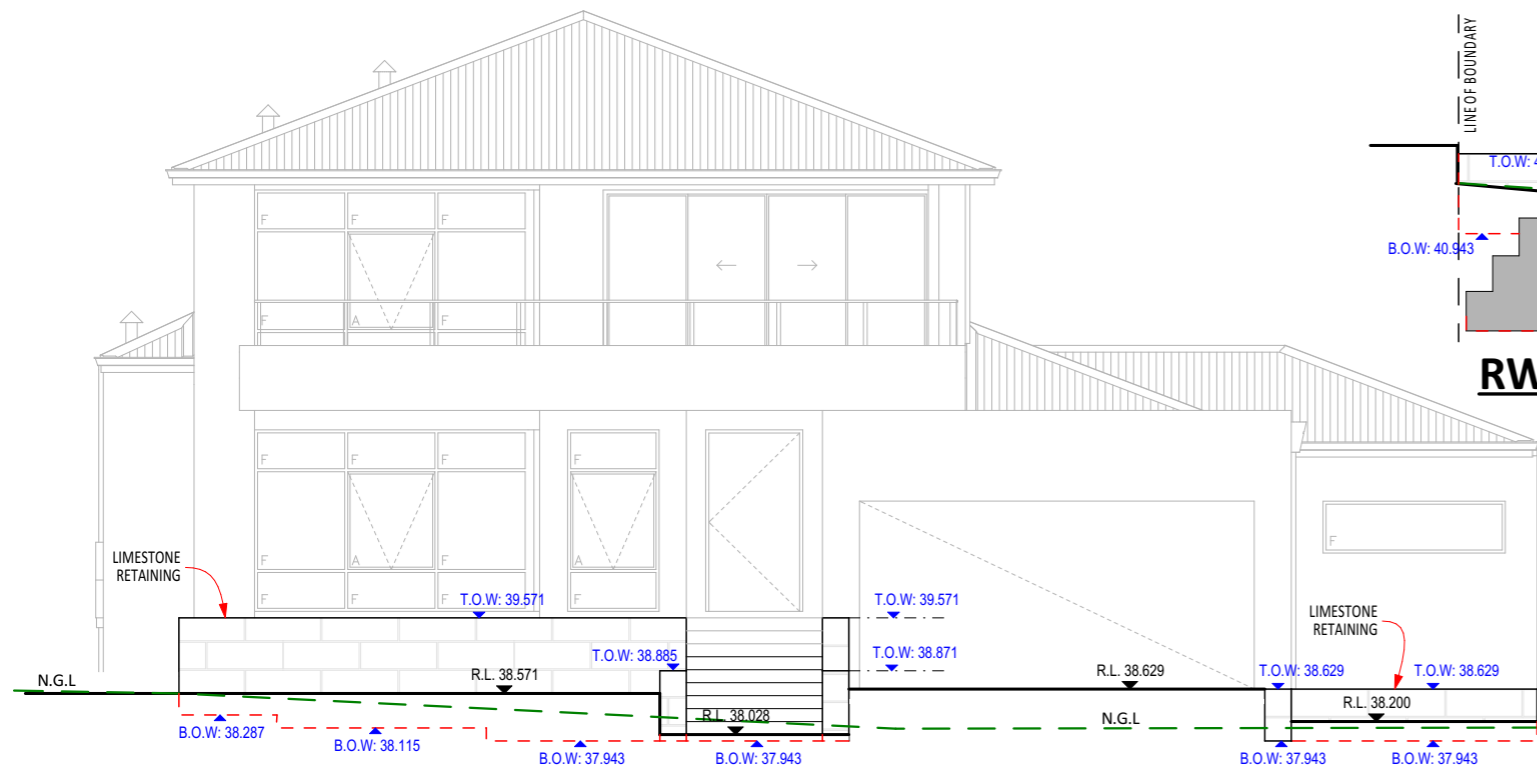 LINE OF BOUNDARY
T.O.W: 4
B.O.W: 40.943
RW
F F F
F A F
F F F
F A F
F F F
F
F
A
F
F
LIMESTONE
RETAINING
T.O.W: 39.571
T.O.W: 39.571
LIMESTONE
RETAINING
T.O.W: 38.885
T.O.W: 38.871
N.G.L
R.L. 38.571
R.L. 38.629
T.O.W: 38.629
T.O.W: 38.629
R.L. 38.028
N.G.L
R.L. 38.200
B.O.W: 38.287
B.O.W: 38.115
B.O.W: 37.943
B.O.W: 37.943
B.O.W: 37.943
B.O.W: 37.943